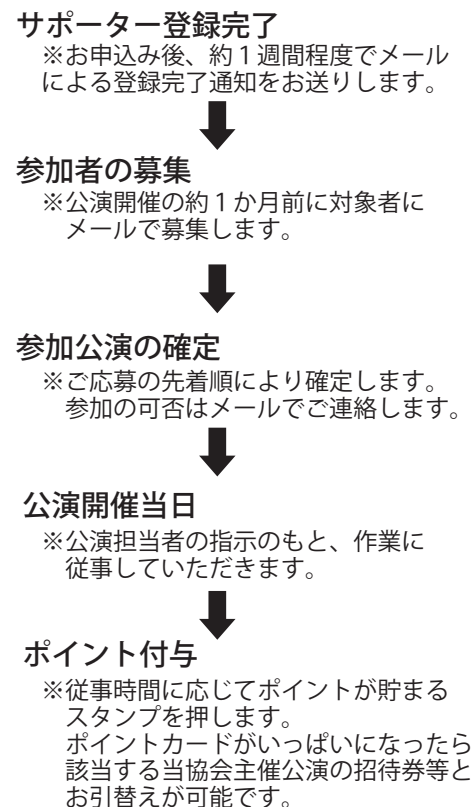 サポーター登録完了
※お申込み後、約1週間程度でメール
による登録完了通知をお送りします。
参加者の募集
※公演開催の約1か月前に対象者に
メールで募集します。
参加公演の確定
※ご応募の先着順により確定します。
参加の可否はメールでご連絡します。
公演開催当日
※公演担当者の指示のもと、作業に
従事していただきます。
ポイント付与
※従事時間に応じてポイントが貯まる
スタンプを押します。
ポイントカードがいっぱいになったら
該当する当協会主催公演の招待券等と
お引替えが可能です。